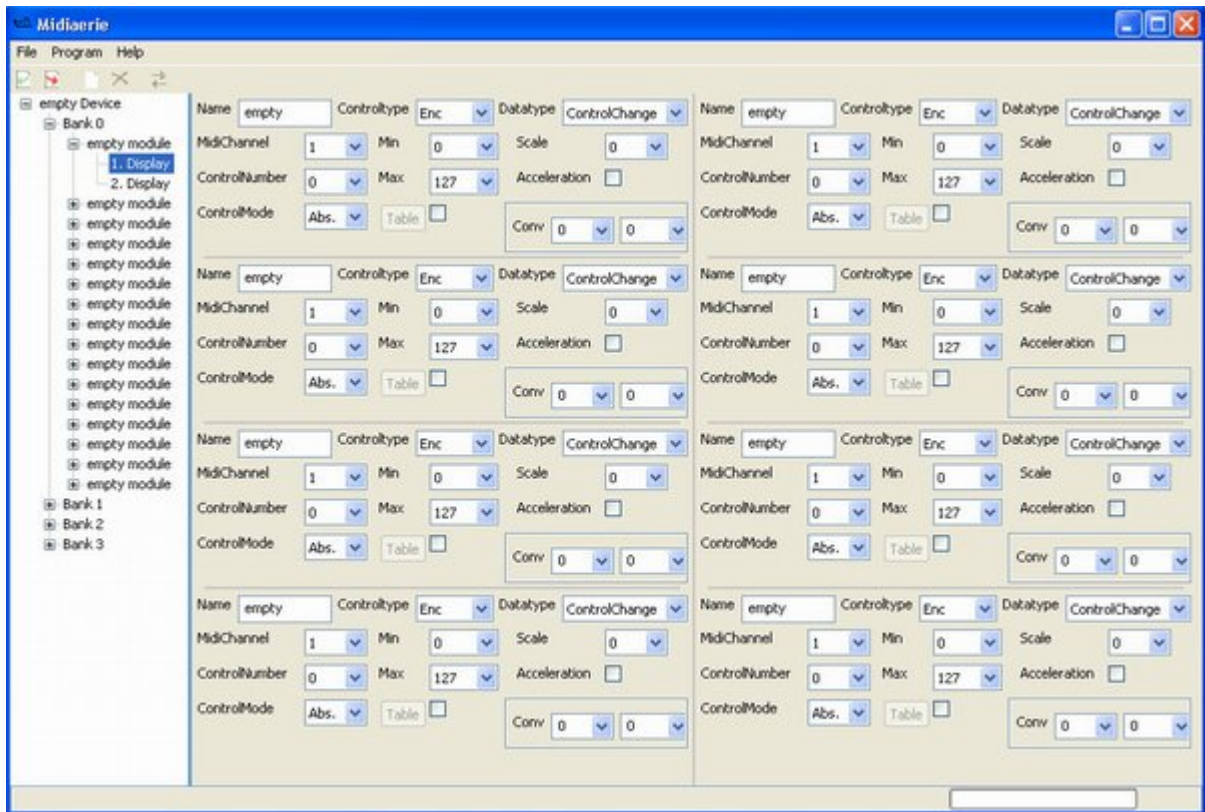 Midiaerie
File Program Help
empty Device
Bank 0
empty module
1. Display
2. Display
empty module
empty module
empty module
empty module
empty module
empty module
empty module
empty module
empty module
empty module
empty module
empty module
empty module
empty module
Bank 1
Bank 2
Bank 3
Name empty Controltype Enc Datatype ControlChange
MidiChannel 1 Min 0 Scale 0
ControlNumber 0 Max 127 Acceleration
ControlMode Abs. Table Conv 0 0
Name empty Controltype Enc Datatype ControlChange
MidiChannel 1 Min 0 Scale 0
ControlNumber 0 Max 127 Acceleration
ControlMode Abs. Table Conv 0 0
Name empty Controltype Enc Datatype ControlChange
MidiChannel 1 Min 0 Scale 0
ControlNumber 0 Max 127 Acceleration
ControlMode Abs. Table Conv 0 0
Name empty Controltype Enc Datatype ControlChange
MidiChannel 1 Min 0 Scale 0
ControlNumber 0 Max 127 Acceleration
ControlMode Abs. Table Conv 0 0
Name empty Controltype Enc Datatype ControlChange
MidiChannel 1 Min 0 Scale 0
ControlNumber 0 Max 127 Acceleration
ControlMode Abs. Table Conv 0 0
Name empty Controltype Enc Datatype ControlChange
MidiChannel 1 Min 0 Scale 0
ControlNumber 0 Max 127 Acceleration
ControlMode Abs. Table Conv 0 0
Name empty Controltype Enc Datatype ControlChange
MidiChannel 1 Min 0 Scale 0
ControlNumber 0 Max 127 Acceleration
ControlMode Abs. Table Conv 0 0
Name empty Controltype Enc Datatype ControlChange
MidiChannel 1 Min 0 Scale 0
ControlNumber 0 Max 127 Acceleration
ControlMode Abs. Table Conv 0 0